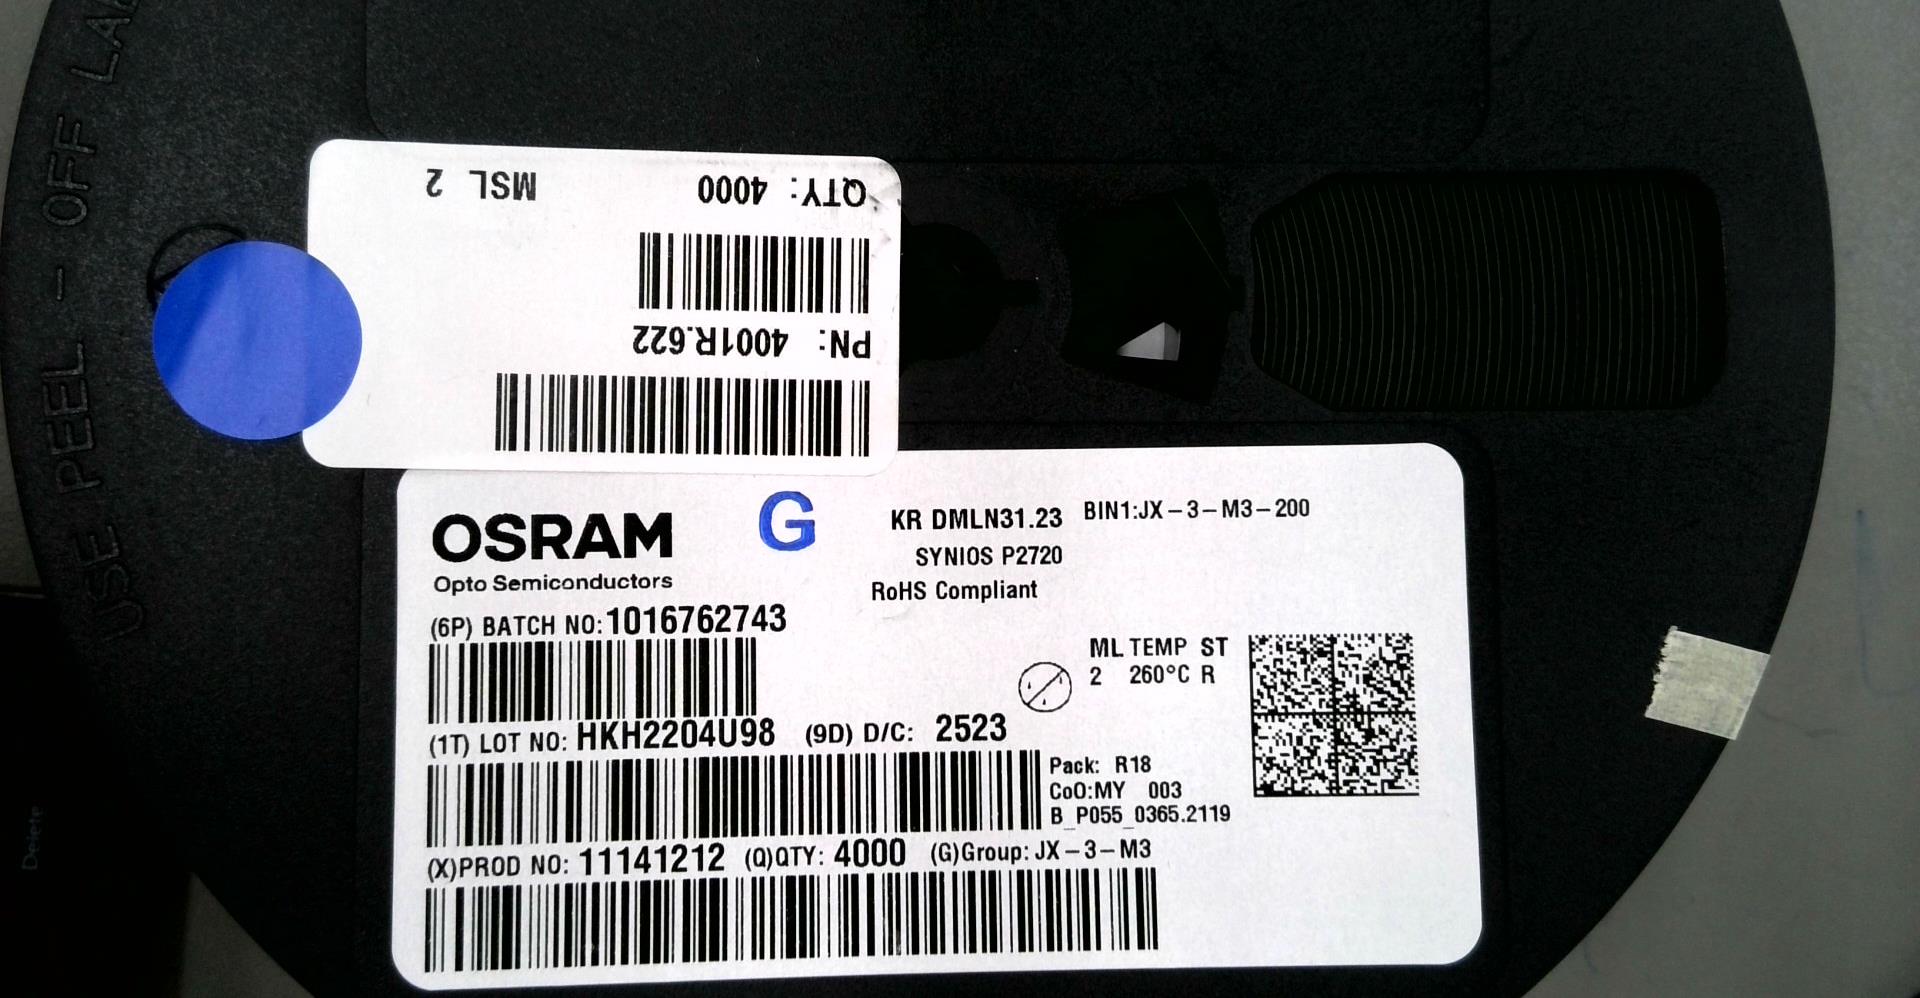 USE PEEL - OFF LA
QTY: 4000 MSL 2
PN: 4001R.622
OSRAM
Opto Semiconductors
G
KR DMLN31.23 BIN1:JX-3-M3-200
SYNIOS P2720
RoHS Compliant
(6P) BATCH NO:1016762743
ML TEMP ST
2 260°C R
(1T) LOT NO: HKH2204U98 (9D) D/C: 2523
Pack: R18
CoO:MY 003
B_P055_0365.2119
(X)PROD NO: 11141212 (Q)QTY: 4000 (G)Group: JX-3-M3
Delete